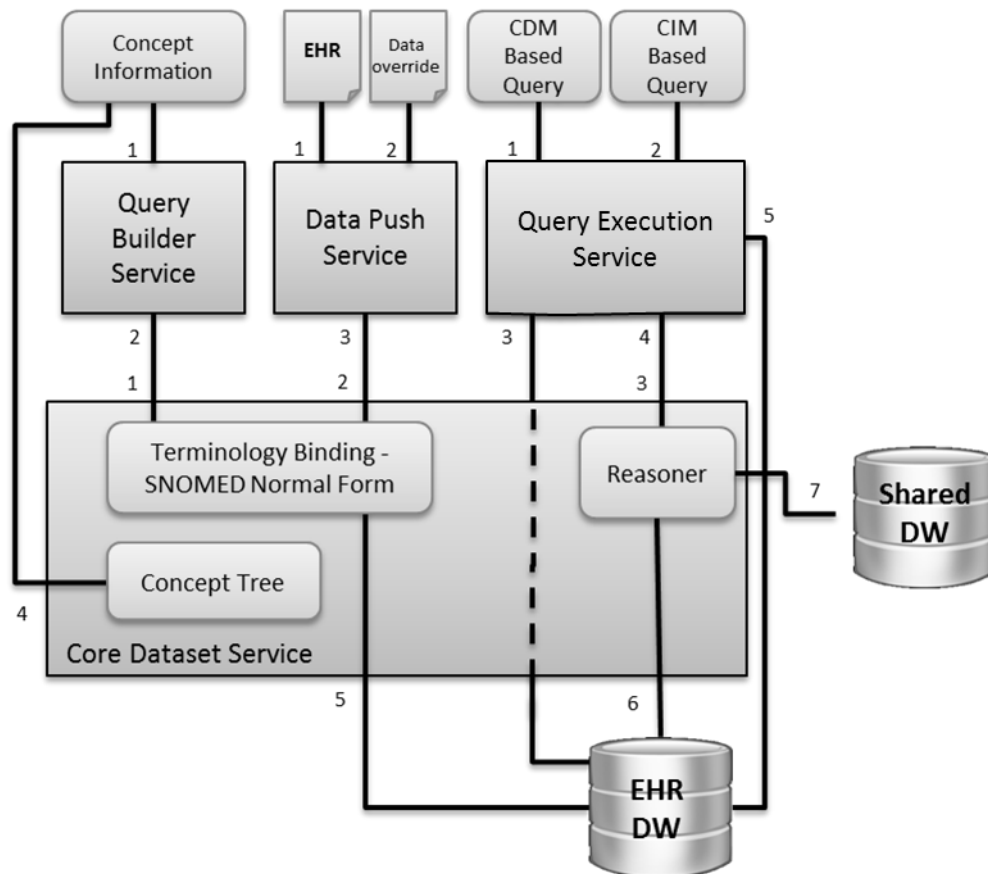 Concept
Information
EHR
Data
override
CDM
Based
Query
CIM
Based
Query
1
1
2
1
2
5
Query
Builder
Service
Data Push
Service
Query Execution
Service
2
3
3
4
1
2
3
Terminology Binding -
SNOMED Normal Form
Reasoner
7
Shared
DW
Concept Tree
4
Core Dataset Service
5
6
EHR
DW